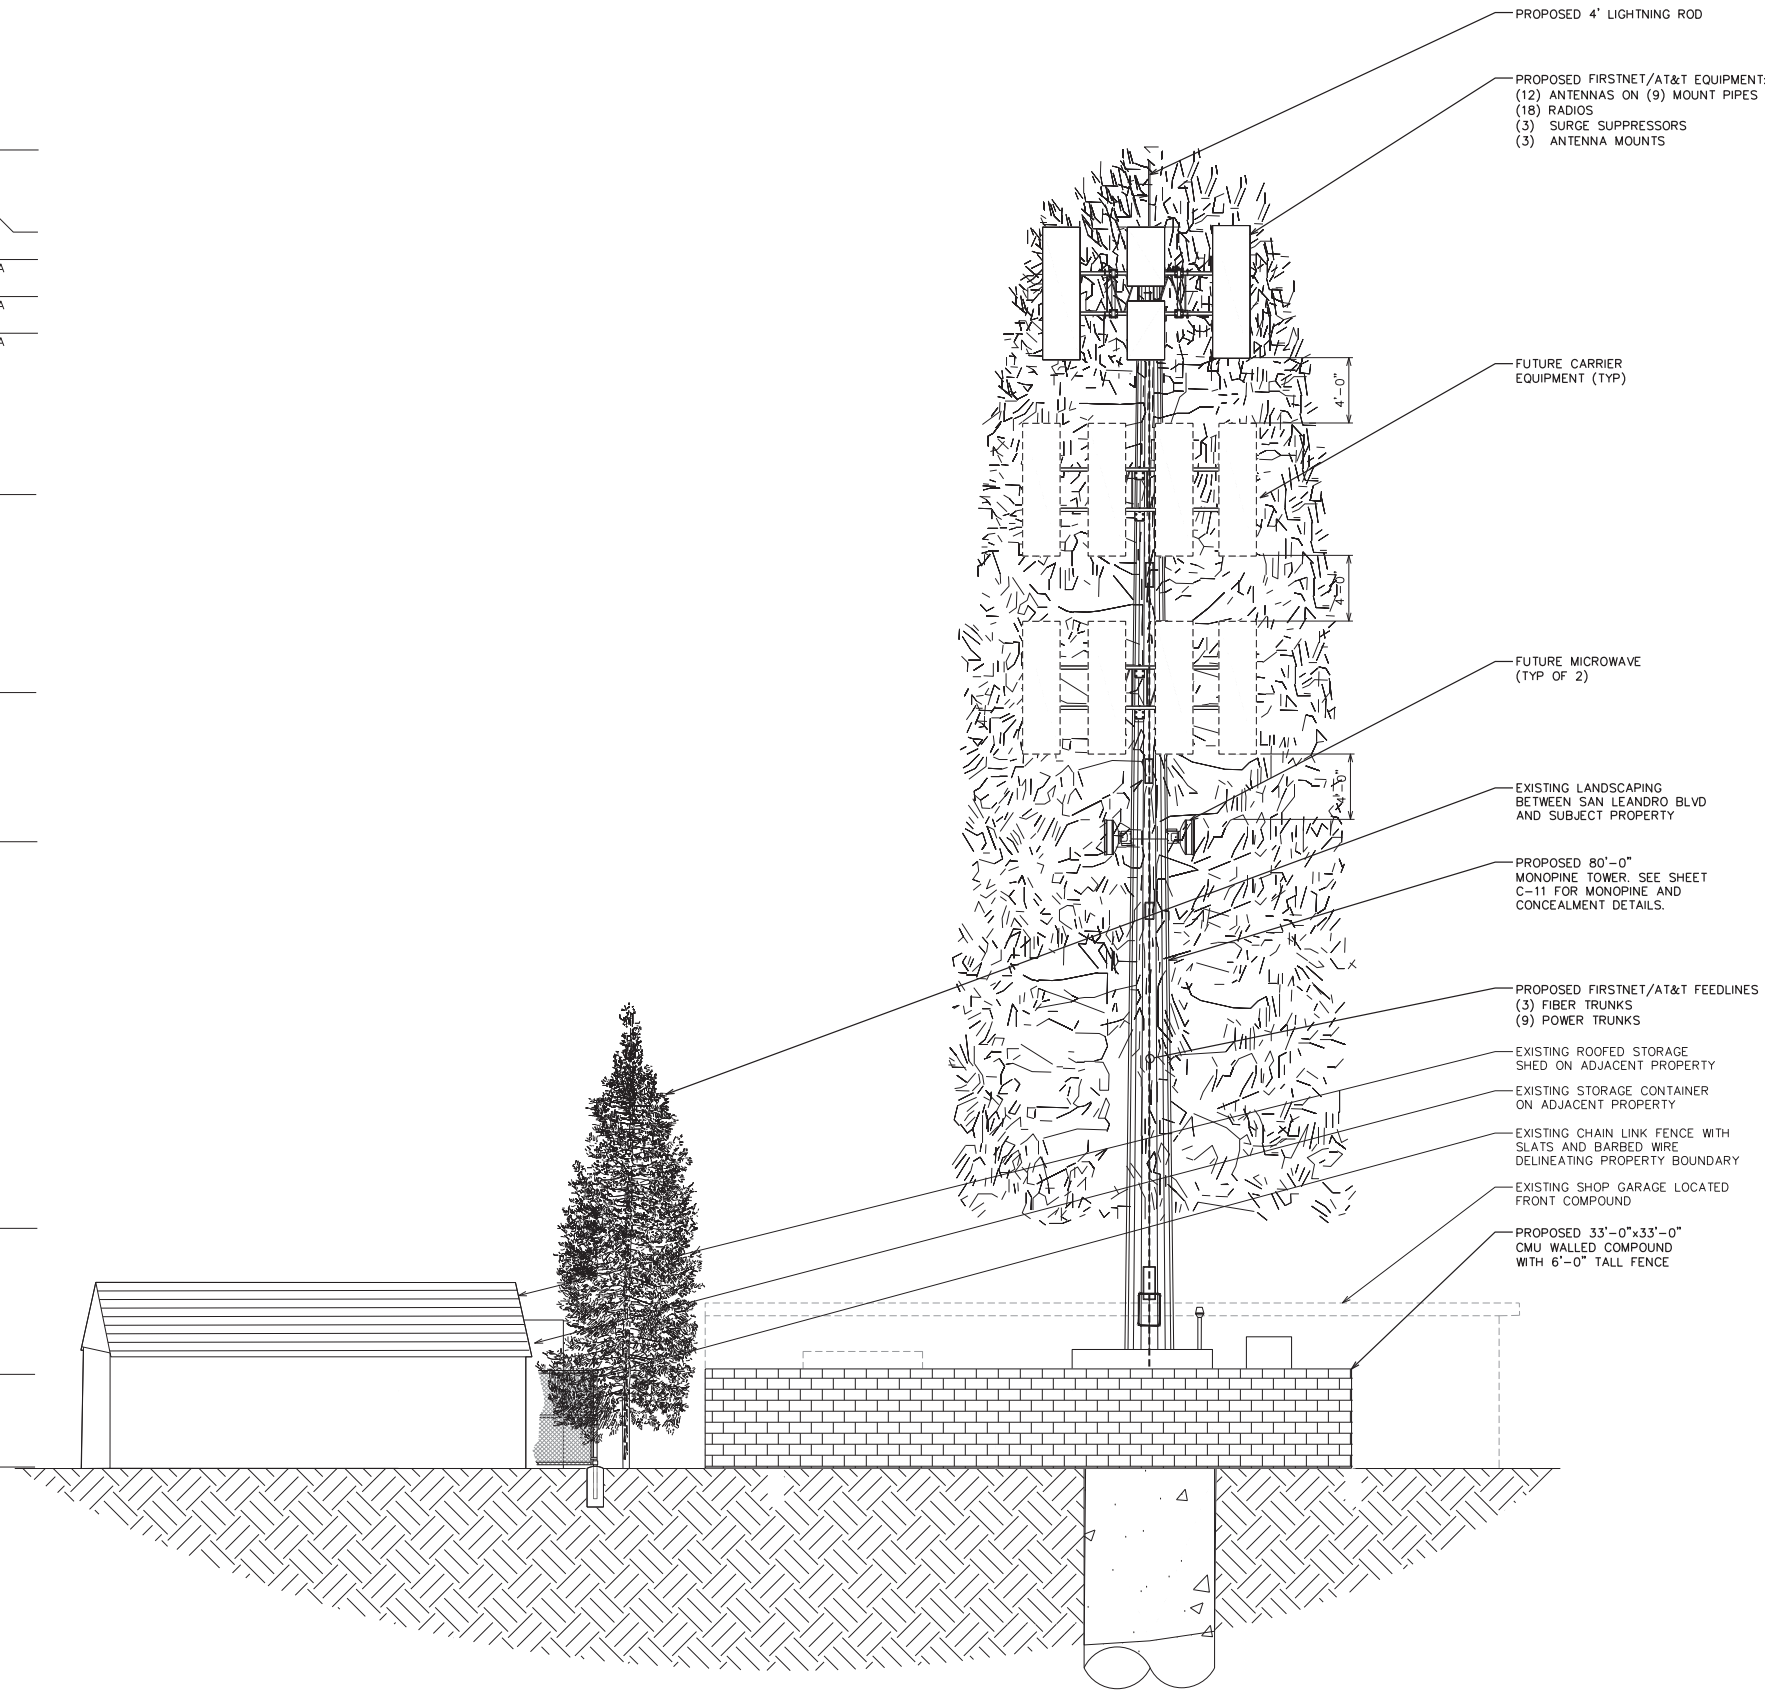 PROPOSED 4' LIGHTNING ROD
PROPOSED FIRSTNET/AT&T EQUIPMENT:
(12) ANTENNAS ON (9) MOUNT PIPES
(18) RADIOS
(3) SURGE SUPPRESSORS
(3) ANTENNA MOUNTS
A
A
A
FUTURE CARRIER
EQUIPMENT (TYP)
4'-0"
4'-0"
FUTURE MICROWAVE
(TYP OF 2)
4'-0"
EXISTING LANDSCAPING
BETWEEN SAN LEANDRO BLVD
AND SUBJECT PROPERTY
PROPOSED 80'-0"
MONOPINE TOWER. SEE SHEET
C-11 FOR MONOPINE AND
CONCEALMENT DETAILS.
PROPOSED FIRSTNET/AT&T FEEDLINES
(3) FIBER TRUNKS
(9) POWER TRUNKS
EXISTING ROOFED STORAGE
SHED ON ADJACENT PROPERTY
EXISTING STORAGE CONTAINER
ON ADJACENT PROPERTY
EXISTING CHAIN LINK FENCE WITH
SLATS AND BARBED WIRE
DELINEATING PROPERTY BOUNDARY
EXISTING SHOP GARAGE LOCATED
FRONT COMPOUND
PROPOSED 33'-0"x33'-0"
CMU WALLED COMPOUND
WITH 6'-0" TALL FENCE